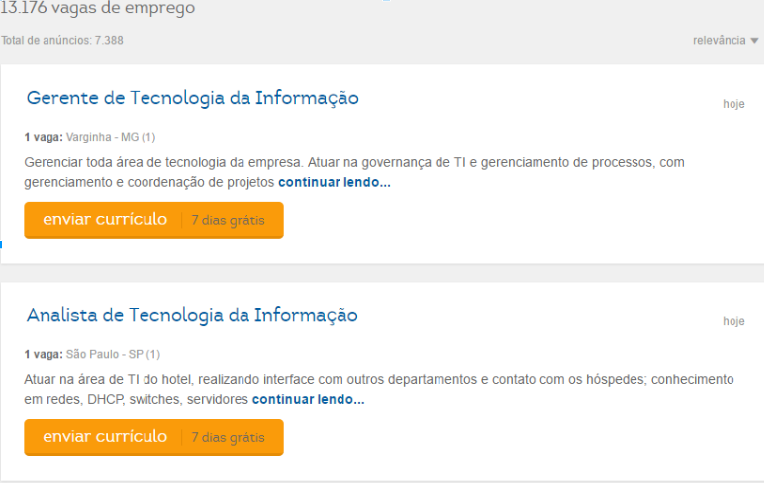 13.176 vagas de emprego
Total de anúncios: 7.388
relevância
Gerente de Tecnologia da Informação
hoje
1 vaga: Varginha - MG (1)
Gerenciar toda área de tecnologia da empresa. Atuar na governança de TI e gerenciamento de processos, com
gerenciamento e coordenação de projetos continuar lendo...
enviar currículo 7 dias grátis
Analista de Tecnologia da Informação
hoje
1 vaga: São Paulo - SP (1)
Atuar na área de TI do hotel, realizando interface com outros departamentos e contato com os hóspedes; conhecimento
em redes, DHCP, switches, servidores continuar lendo...
enviar currículo 7 dias grátis